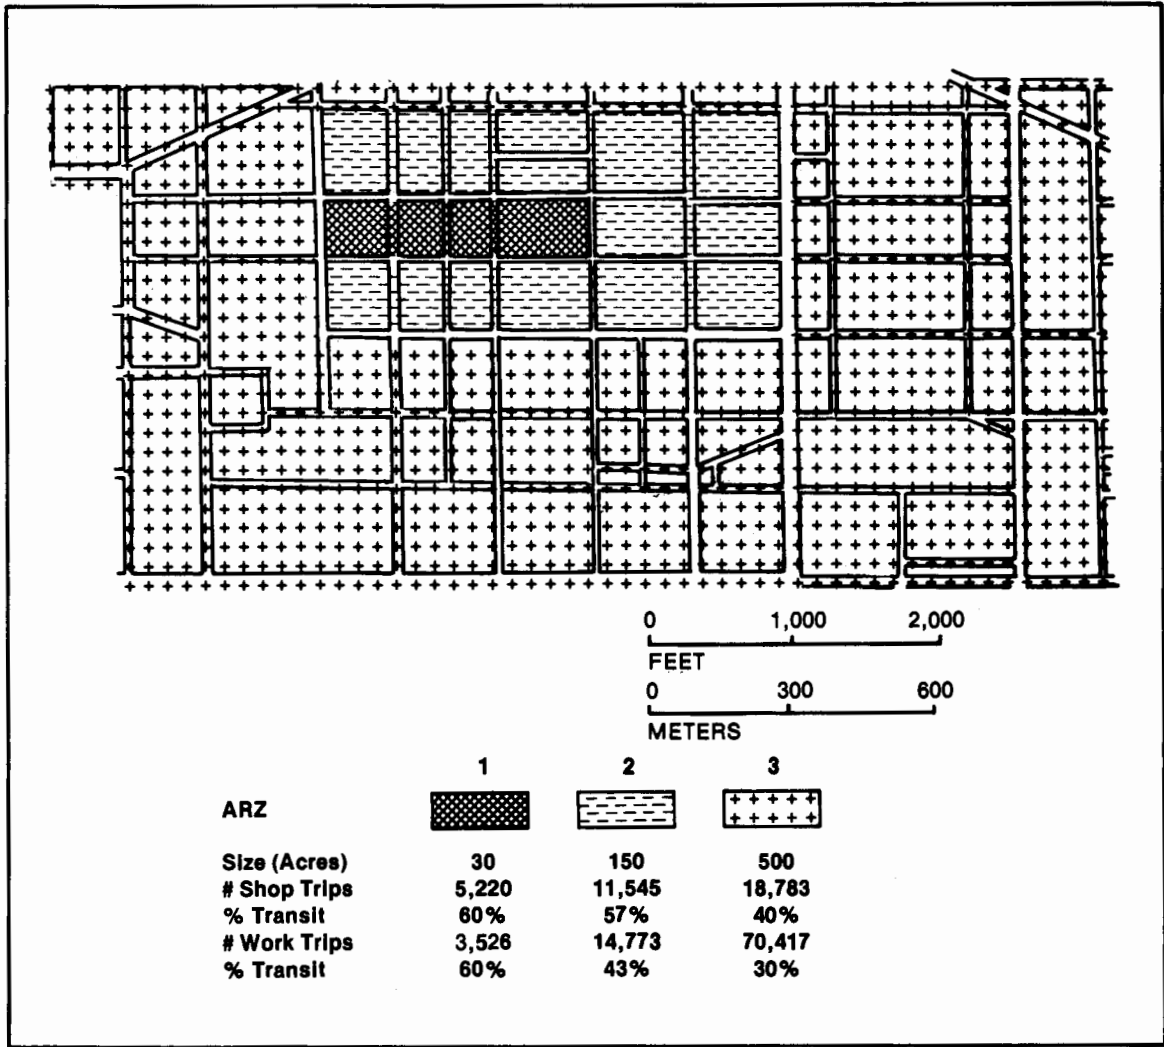 0 1,000 2,000
FEET
0 300 600
METERS
1 2 3
ARZ
Size (Acres) 30 150 500
# Shop Trips 5,220 11,545 18,783
% Transit 60% 57% 40%
# Work Trips 3,526 14,773 70,417
% Transit 60% 43% 30%